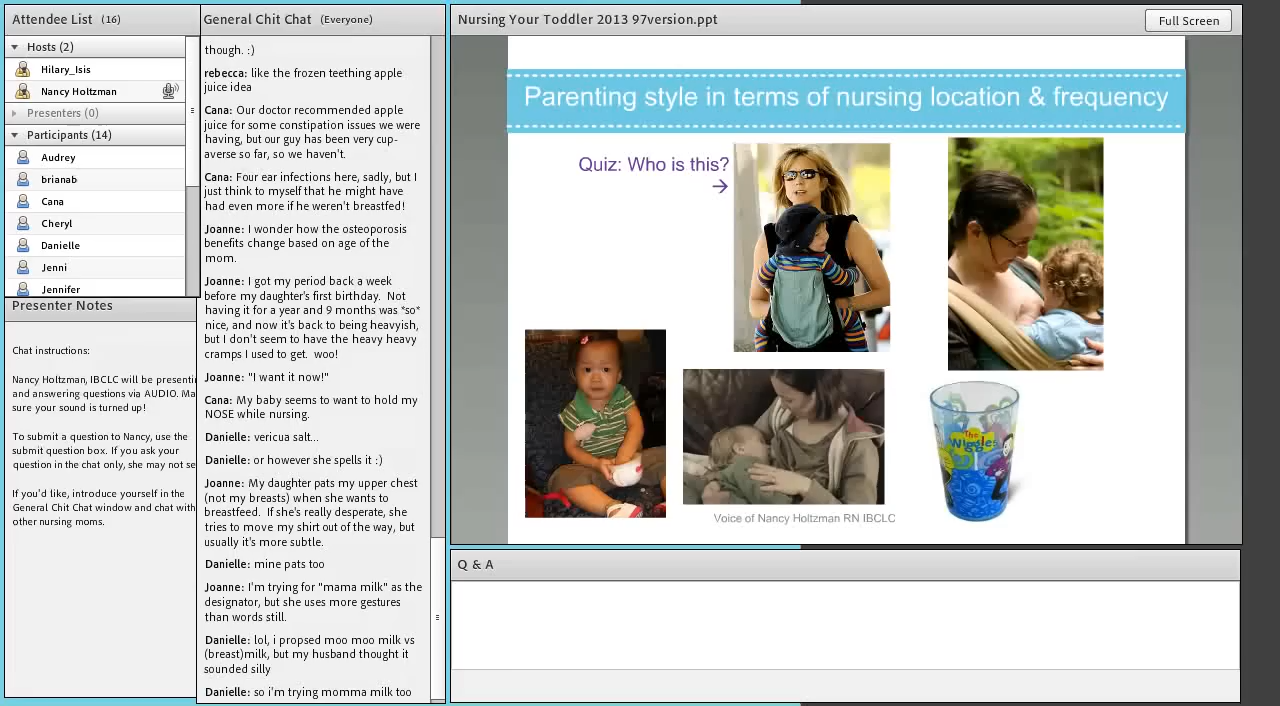 Attendee List (16)
Hosts (2)
Hilary_Isis
Nancy Holtzman
Presenters (0)
Participants (14)
Audrey
brianab
Cana
Cheryl
Danielle
Jenni
Jennifer
Presenter Notes
Chat instructions:
Nancy Holtzman, IBCLC will be presenti
and answering questions via AUDIO. Ma
sure your sound is turned up!
To submit a question to Nancy, use the
submit question box. If you ask your
question in the chat only, she may not se
If you'd like, introduce yourself in the
General Chit Chat window and chat with
other nursing moms.
General Chit Chat (Everyone)
though. :)
rebecca: like the frozen teething apple
juice idea
Cana: Our doctor recommended apple
juice for some constipation issues we were
having, but our guy has been very cup-
averse so far, so we haven't.
Cana: Four ear infections here, sadly, but I
just think to myself that he might have
had even more if he weren't breastfed!
Joanne: I wonder how the osteoporosis
benefits change based on age of the
mom.
Joanne: I got my period back a week
before my daughter's first birthday. Not
having it for a year and 9 months was *so*
nice, and now it's back to being heavyish,
but I don't seem to have the heavy heavy
cramps I used to get. woo!
Joanne: "I want it now!"
Cana: My baby seems to want to hold my
NOSE while nursing.
Danielle: vericua salt...
Danielle: or however she spells it :)
Joanne: My daughter pats my upper chest
(not my breasts) when she wants to
breastfeed. If she's really desperate, she
tries to move my shirt out of the way, but
usually it's more subtle.
Danielle: mine pats too
Joanne: I'm trying for "mama milk" as the
designator, but she uses more gestures
than words still.
Danielle: lol, i propsed moo moo milk vs
(breast)milk, but my husband thought it
sounded silly
Danielle: so i'm trying momma milk too
Nursing Your Toddler 2013 97version.ppt
Full Screen
Parenting style in terms of nursing location & frequency
Quiz: Who is this?
The
Wiggles
Voice of Nancy Holtzman RN IBCLC
Q & A